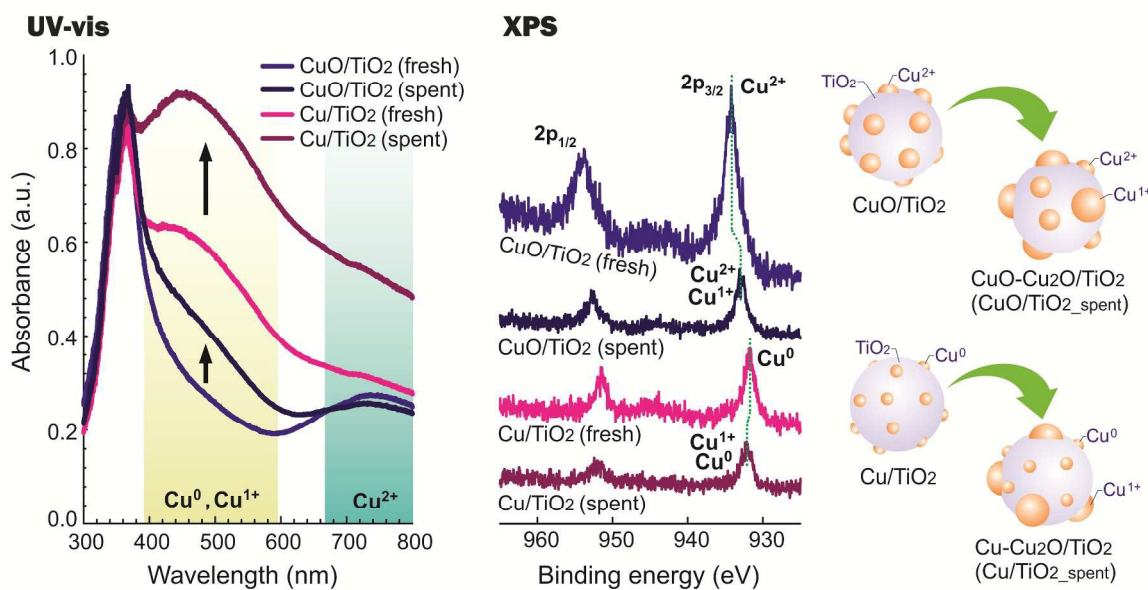 UV-vis
1.0
0.8
0.6
0.4
0.2
0.0
Absorbance (a.u.)
CuO/TiO2 (fresh)
CuO/TiO2 (spent)
Cu/TiO2 (fresh)
Cu/TiO2 (spent)
Cu⁰, Cu¹⁺
Cu²⁺
300 400 500 600 700 800
Wavelength (nm)
XPS
2p₁/₂
2p₃/₂
Cu²⁺
CuO/TiO2 (fresh)
Cu²⁺
Cu¹⁺
CuO/TiO2 (spent)
Cu⁰
Cu/TiO2 (fresh)
Cu¹⁺
Cu⁰
Cu/TiO2 (spent)
960 950 940 930
Binding energy (eV)
TiO2
Cu²⁺
CuO/TiO2
Cu²⁺
Cu¹⁺
CuO-Cu2O/TiO2
(CuO/TiO2_spent)
TiO2
Cu⁰
Cu/TiO2
Cu⁰
Cu¹⁺
Cu-Cu2O/TiO2
(Cu/TiO2_spent)